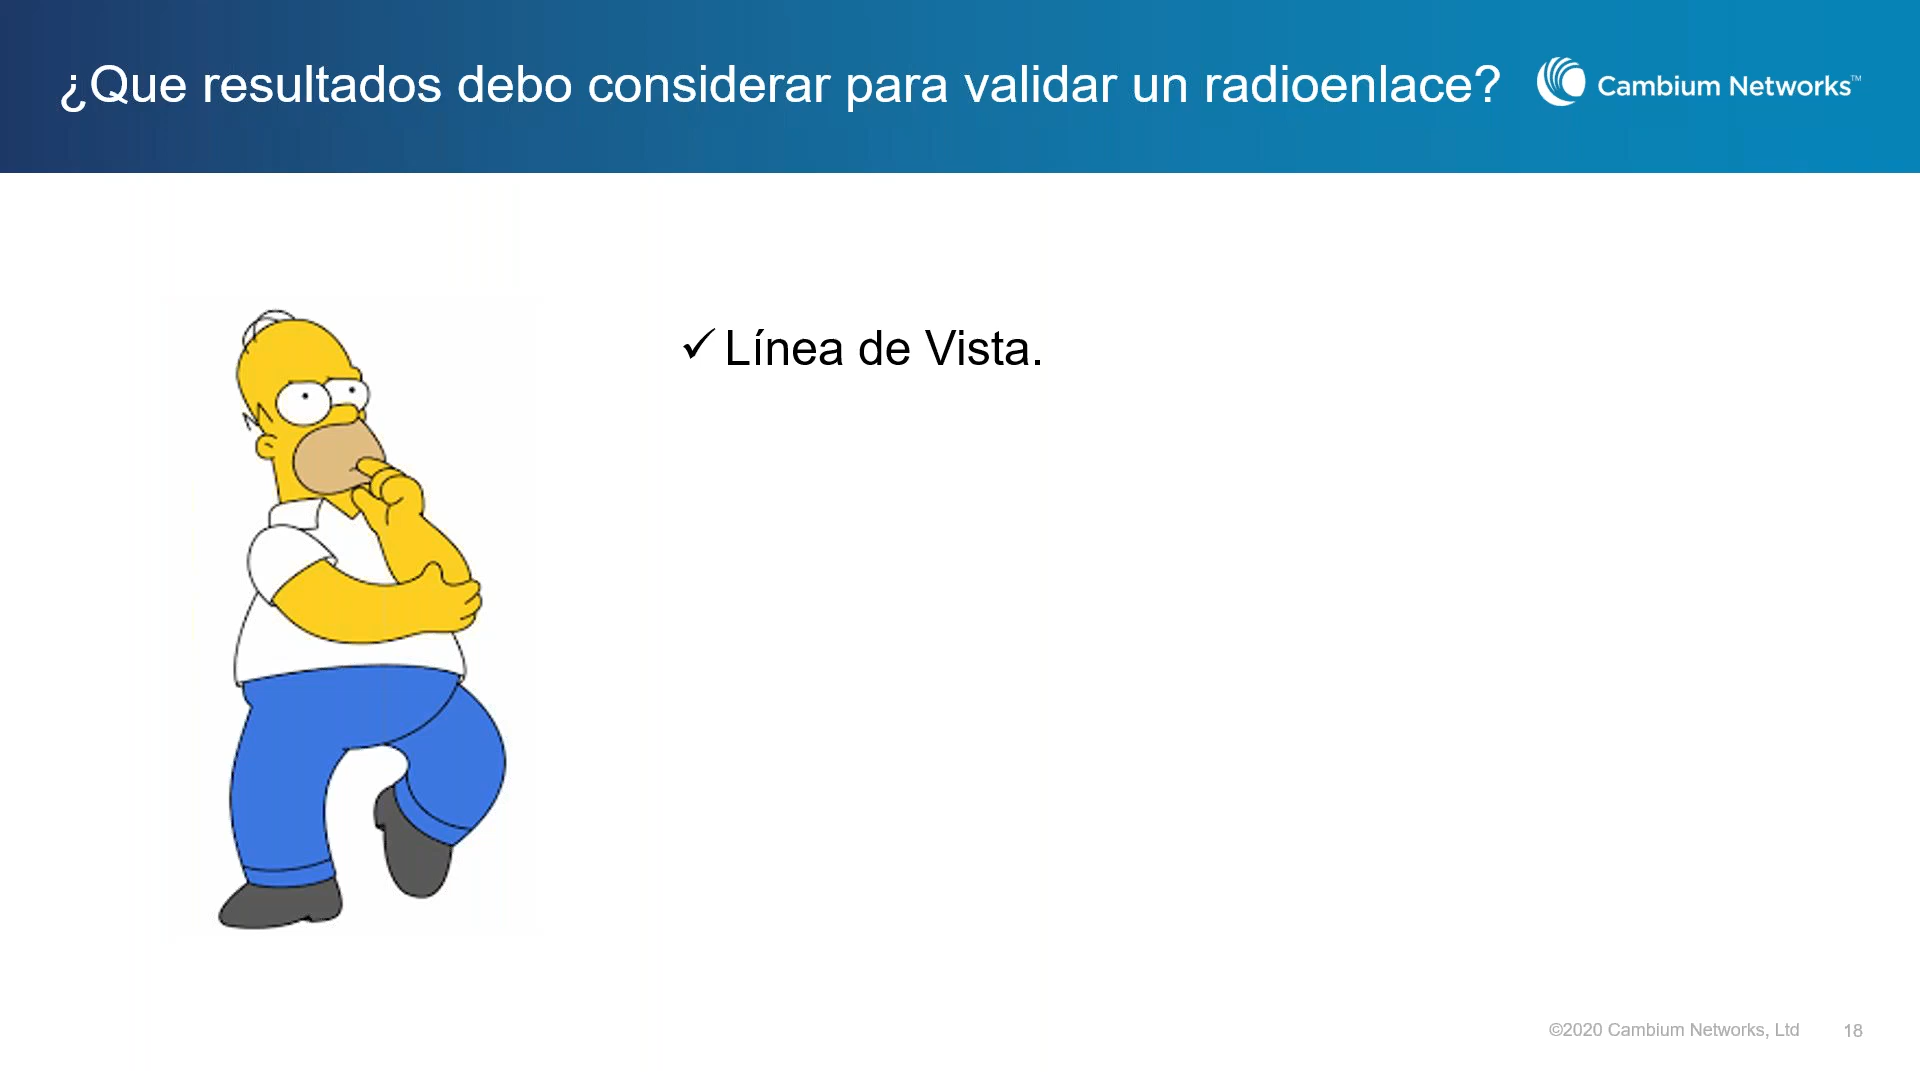 ¿Que resultados debo considerar para validar un radioenlace?
Cambium Networks™
✓ Línea de Vista.
©2020 Cambium Networks, Ltd
18